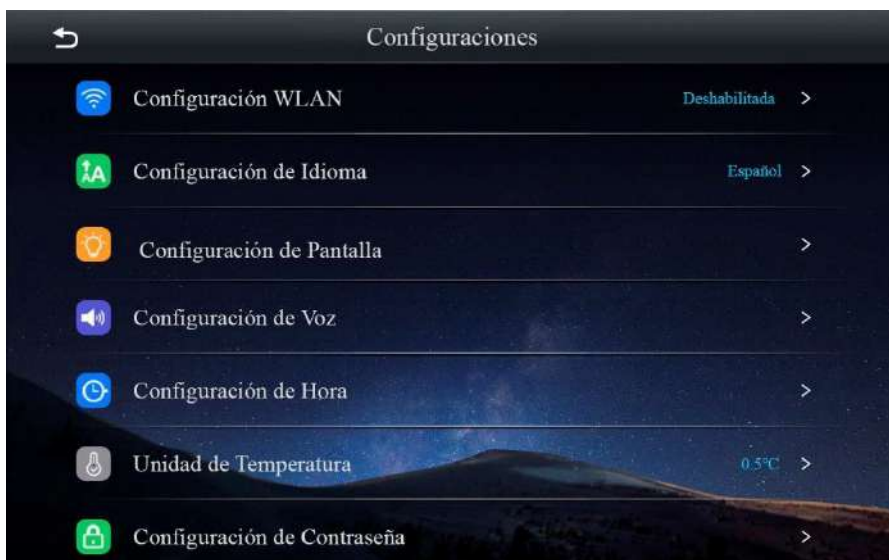 Configuraciones
Configuración WLAN Deshabilitada
Configuración de Idioma Español
Configuración de Pantalla
Configuración de Voz
Configuración de Hora
Unidad de Temperatura 0.5℃
Configuración de Contraseña